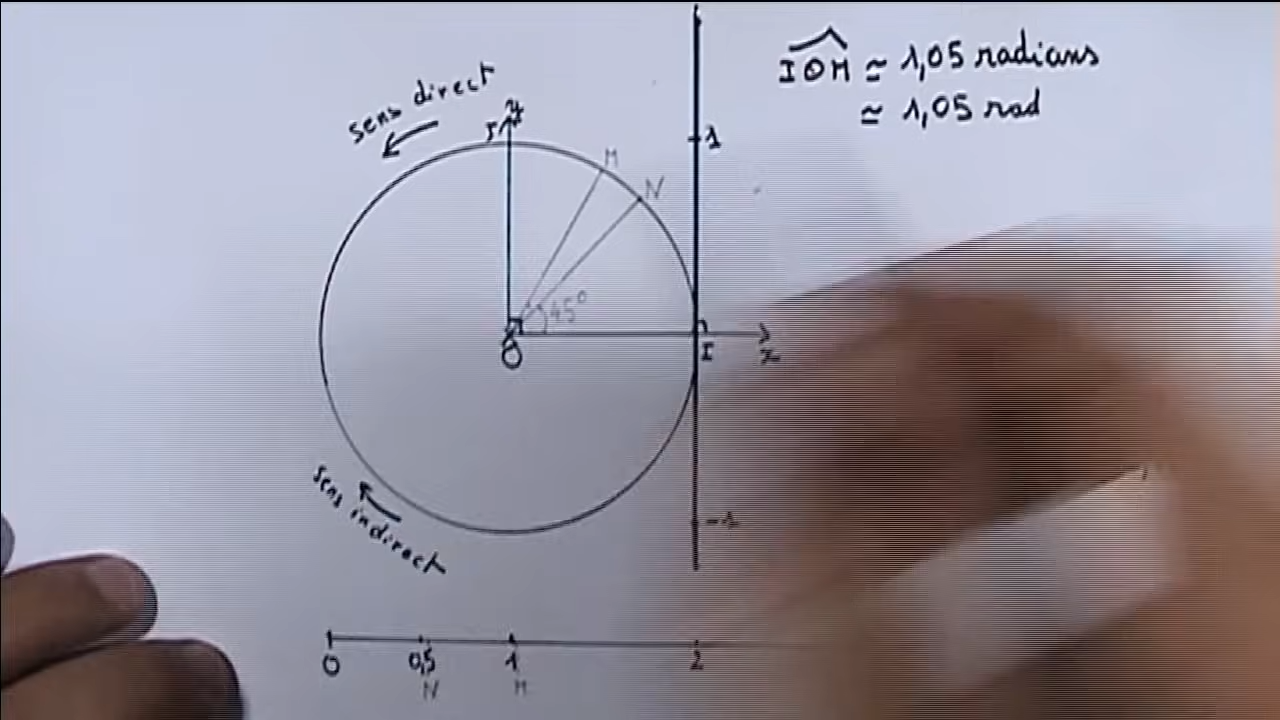 IOM ≃ 1,05 radians
≃ 1,05 rad
sens direct
y
J
1
M
N
45°
O
I
x
sens indirect
-1
0 0,5 1 2
N M